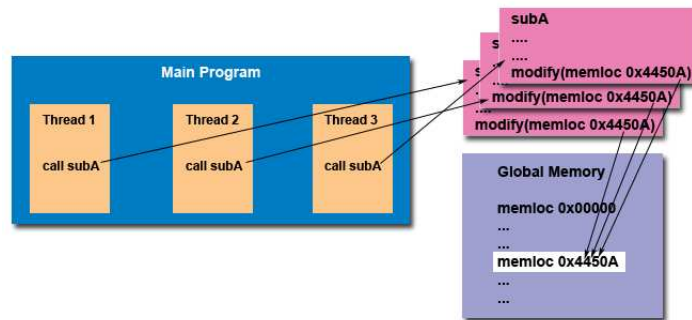 Main Program
Thread 1
call subA
Thread 2
call subA
Thread 3
call subA
subA
....
....
modify(memloc 0x4450A)
s
..
modify(memloc 0x4450A)
....
modify(memloc 0x4450A)
Global Memory
memloc 0x00000
...
...
memloc 0x4450A
...
...